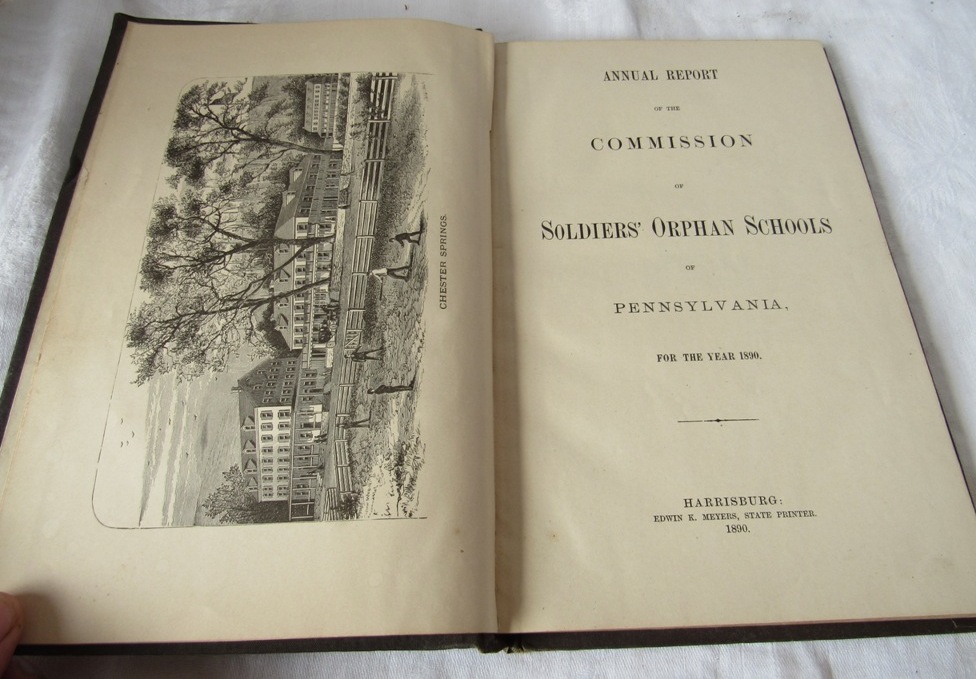 CHESTER SPRINGS.
ANNUAL REPORT
OF THE
COMMISSION
OF
SOLDIERS' ORPHAN SCHOOLS
OF
PENNSYLVANIA,
FOR THE YEAR 1890.
HARRISBURG:
EDWIN K. MEYERS, STATE PRINTER.
1890.